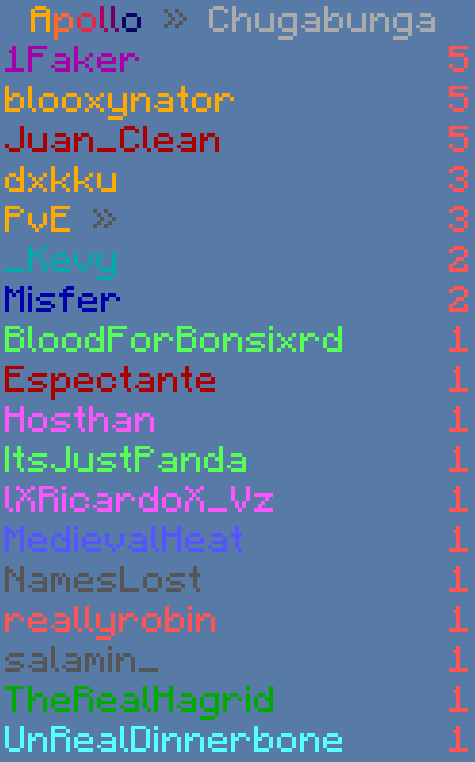 Apollo » Chugabunga
1Faker 5
blooxynator 5
Juan_Clean 5
dxkku 3
PvE » 3
_Kevy 2
Misfer 2
BloodForBonsixrd 1
Espectante 1
Hosthan 1
ItsJustPanda 1
lXRicardoX_Vz 1
MedievalHeat 1
NamesLost 1
reallyrobin 1
salamin_ 1
TheRealHagrid 1
UnRealDinnerbone 1